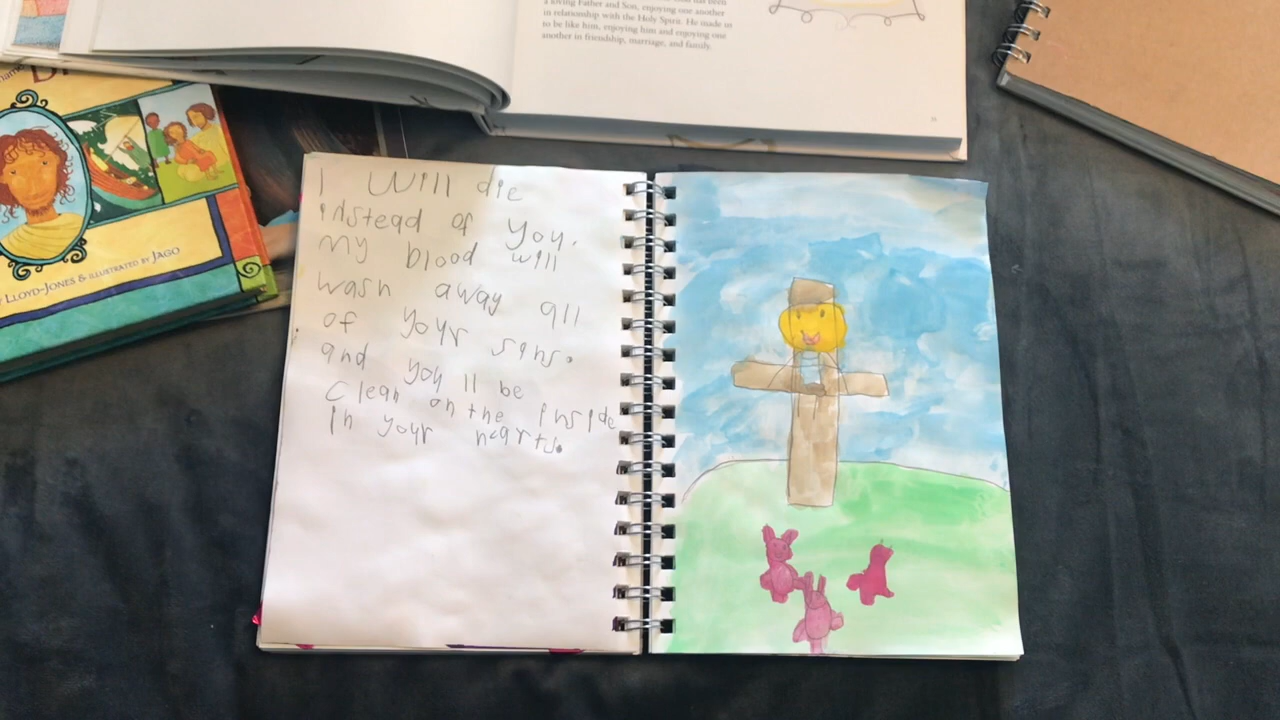 a loving Father and Son, enjoying one another
in relationship with the Holy Spirit. He made us
to be like him, enjoying him and enjoying one
another in friendship, marriage, and family.
LLOYD-JONES & ILLUSTRATED BY JAGO
I Will die
instead of you.
My blood will
wash away all
of your sins.
and you ll be
Clean on the inside
in your hearts.